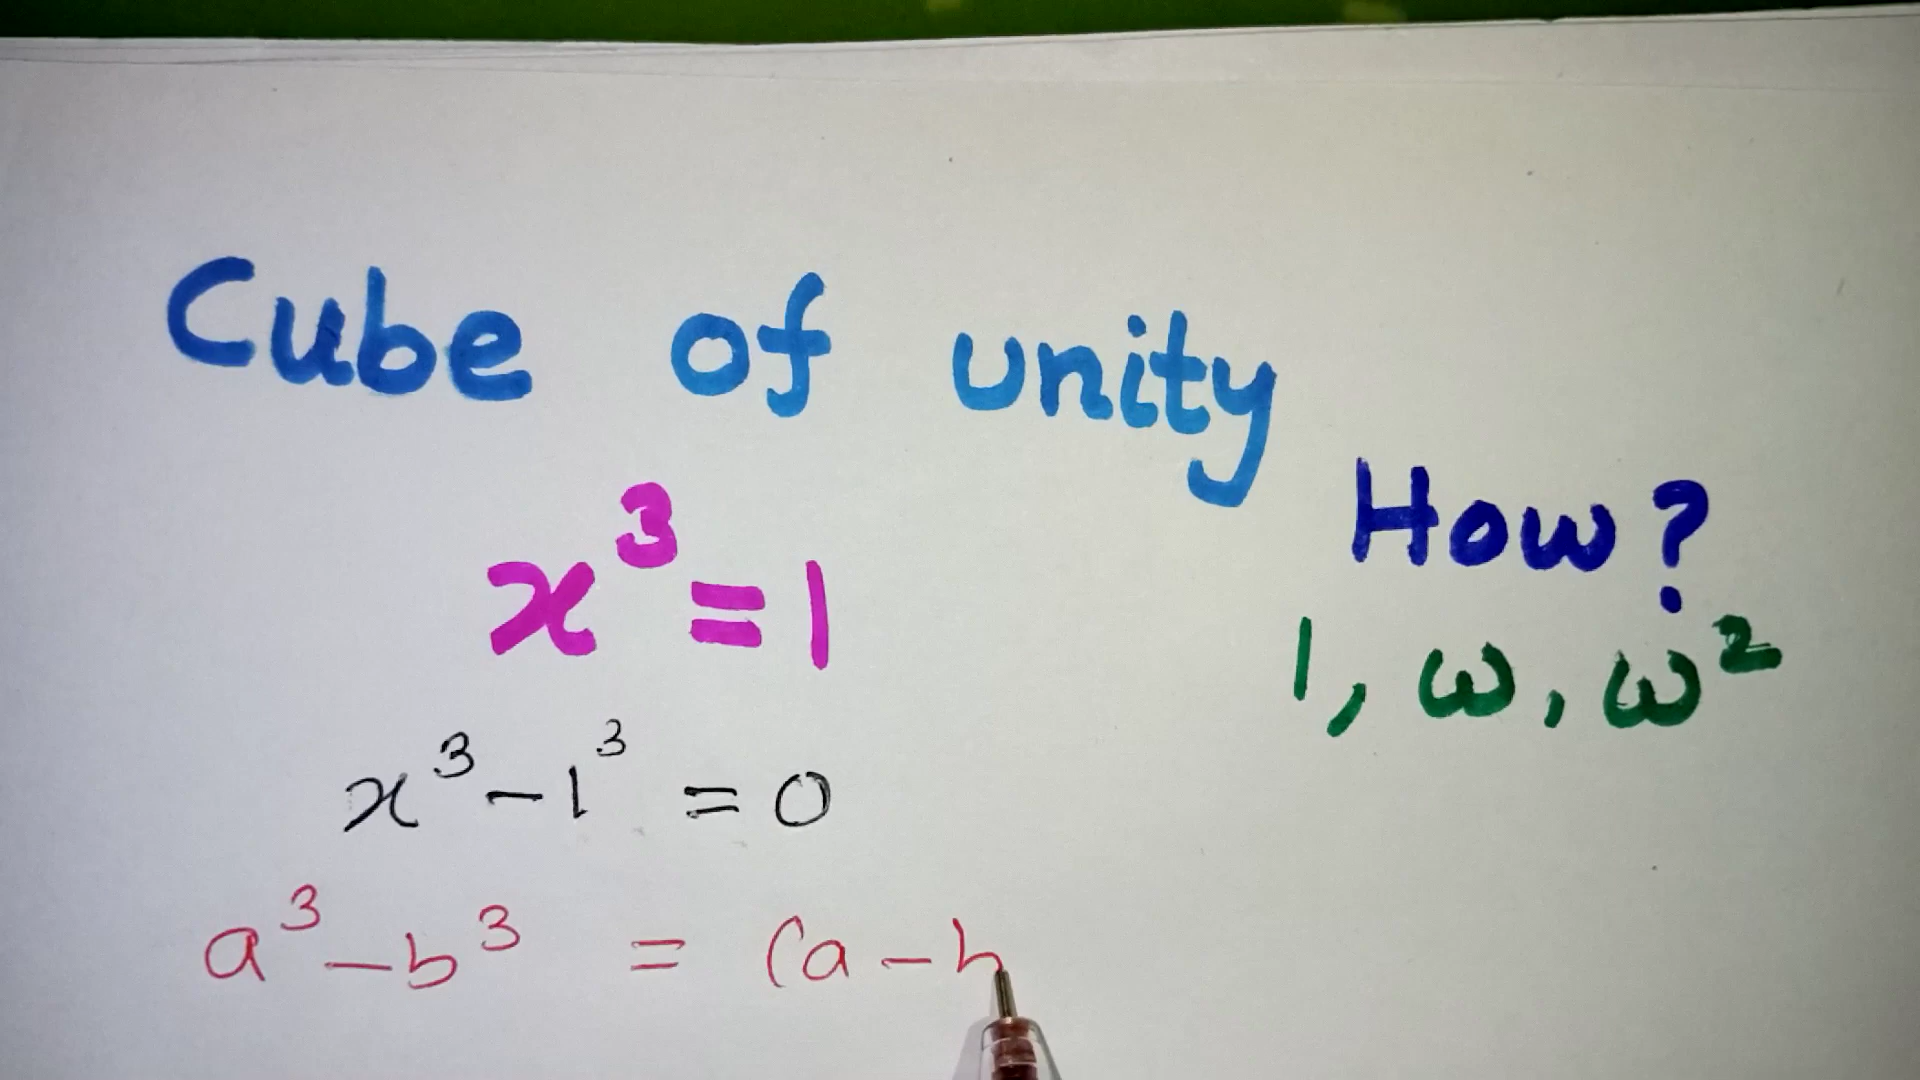 Cube of unity
x³=1
How?
1, ω, ω²
x³-1³ = 0
a³-b³ = (a-b